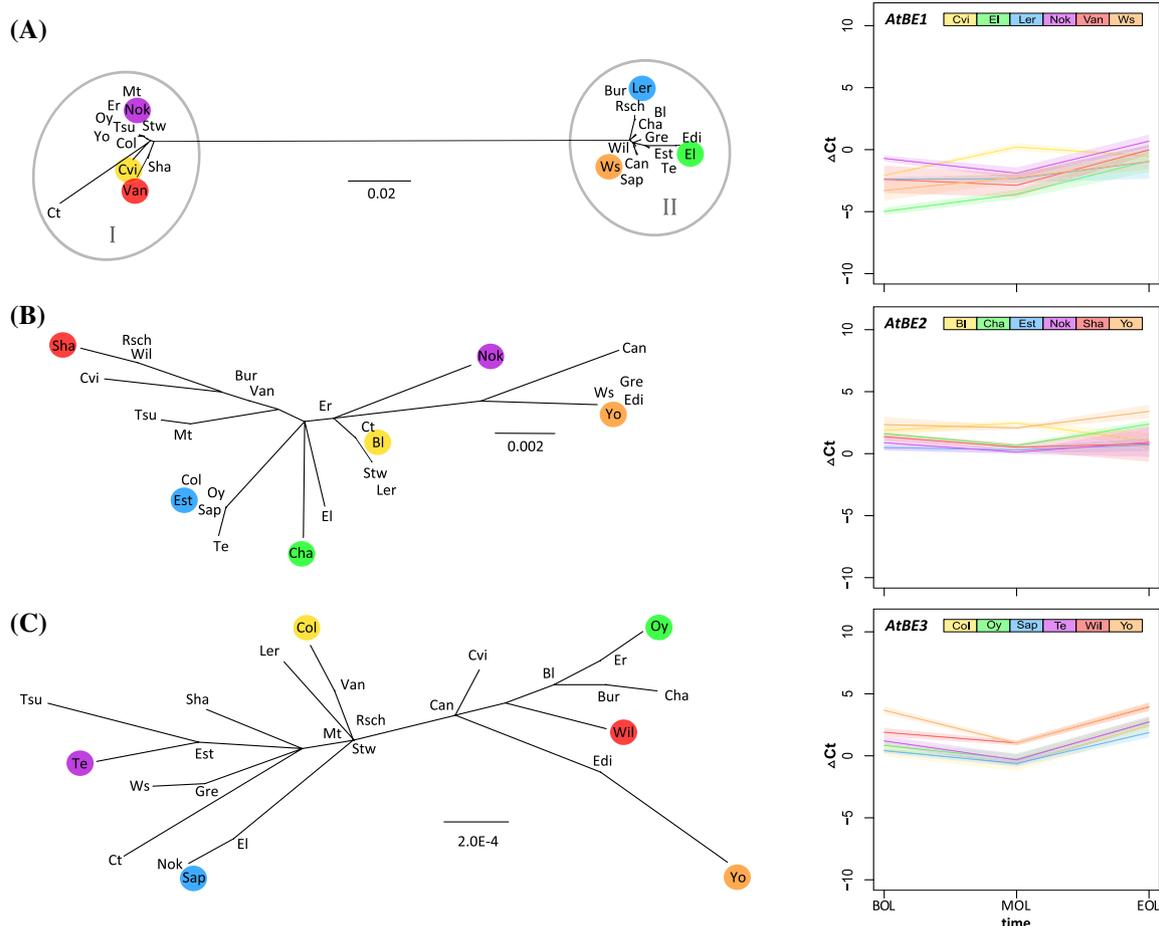 (A)
Mt
Er Nok
Oy Tsu Stw
Yo Col
Cvi Sha
Van
Ct
I
0.02
Bur Ler
Rsch Bl
Cha
Gre Edi
Wil Est El
Ws Can Te
Sap
II
AtBE1 Cvi El Ler Nok Van Ws
10
5
0
-5
-10
ΔCt
(B)
Sha
Rsch
Wil
Cvi
Bur
Van
Tsu
Mt
Er
Nok
Can
Gre
Ws Edi
Yo
Ct
Bl
Stw
Ler
0.002
Col
Est Oy
Sap
Te
El
Cha
AtBE2 Bl Cha Est Nok Sha Yo
10
5
0
-5
-10
ΔCt
(C)
Col
Ler
Van
Tsu
Sha
Rsch
Mt
Stw
Te
Est
Ws
Gre
Ct
Nok
El
Sap
Cvi
Can
Bl
Er
Oy
Bur
Cha
Wil
Edi
Yo
2.0E-4
AtBE3 Col Oy Sap Te Wil Yo
10
5
0
-5
-10
ΔCt
BOL MOL EOL
time